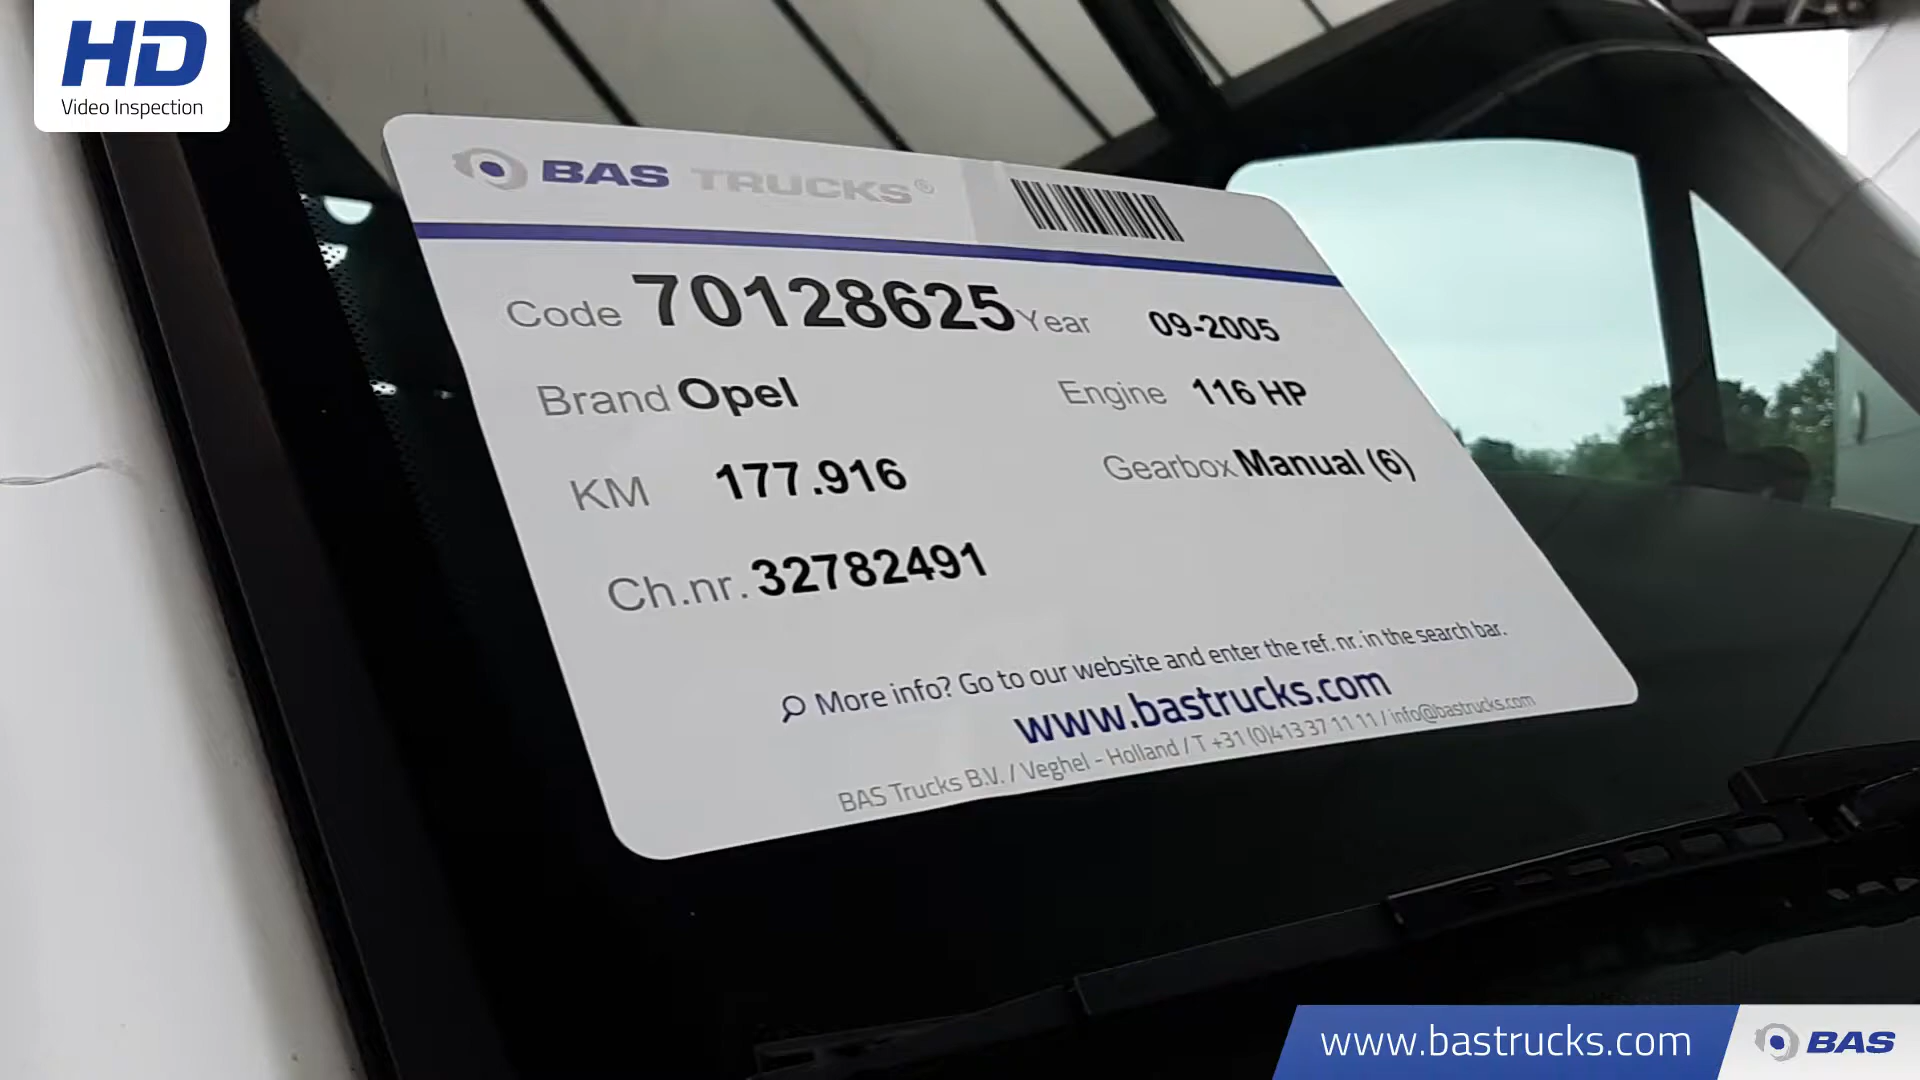 HD
Video Inspection
BAS TRUCKS®
Code 70128625 Year 09-2005
Brand Opel Engine 116 HP
KM 177.916 Gearbox Manual (6)
Ch.nr. 32782491
More info? Go to our website and enter the ref. nr. in the search bar.
www.bastrucks.com
BAS Trucks B.V. / Veghel - Holland / T +31 (0)413 37 11 11 / info@bastrucks.com
www.bastrucks.com BAS